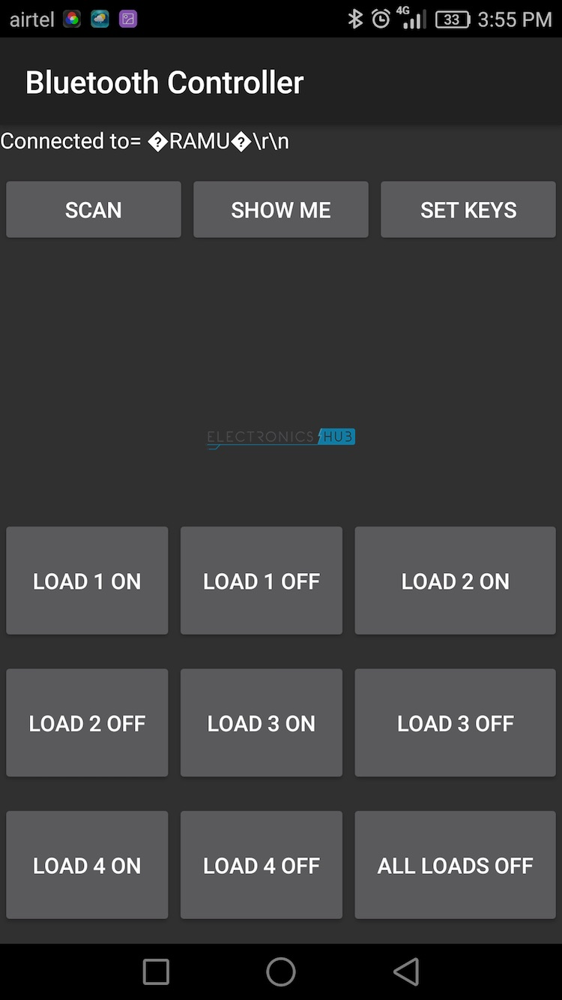 airtel 4G 33 3:55 PM
Bluetooth Controller
Connected to= �RAMU�\r\n
SCAN SHOW ME SET KEYS
ELECTRONICS HUB
LOAD 1 ON LOAD 1 OFF LOAD 2 ON
LOAD 2 OFF LOAD 3 ON LOAD 3 OFF
LOAD 4 ON LOAD 4 OFF ALL LOADS OFF